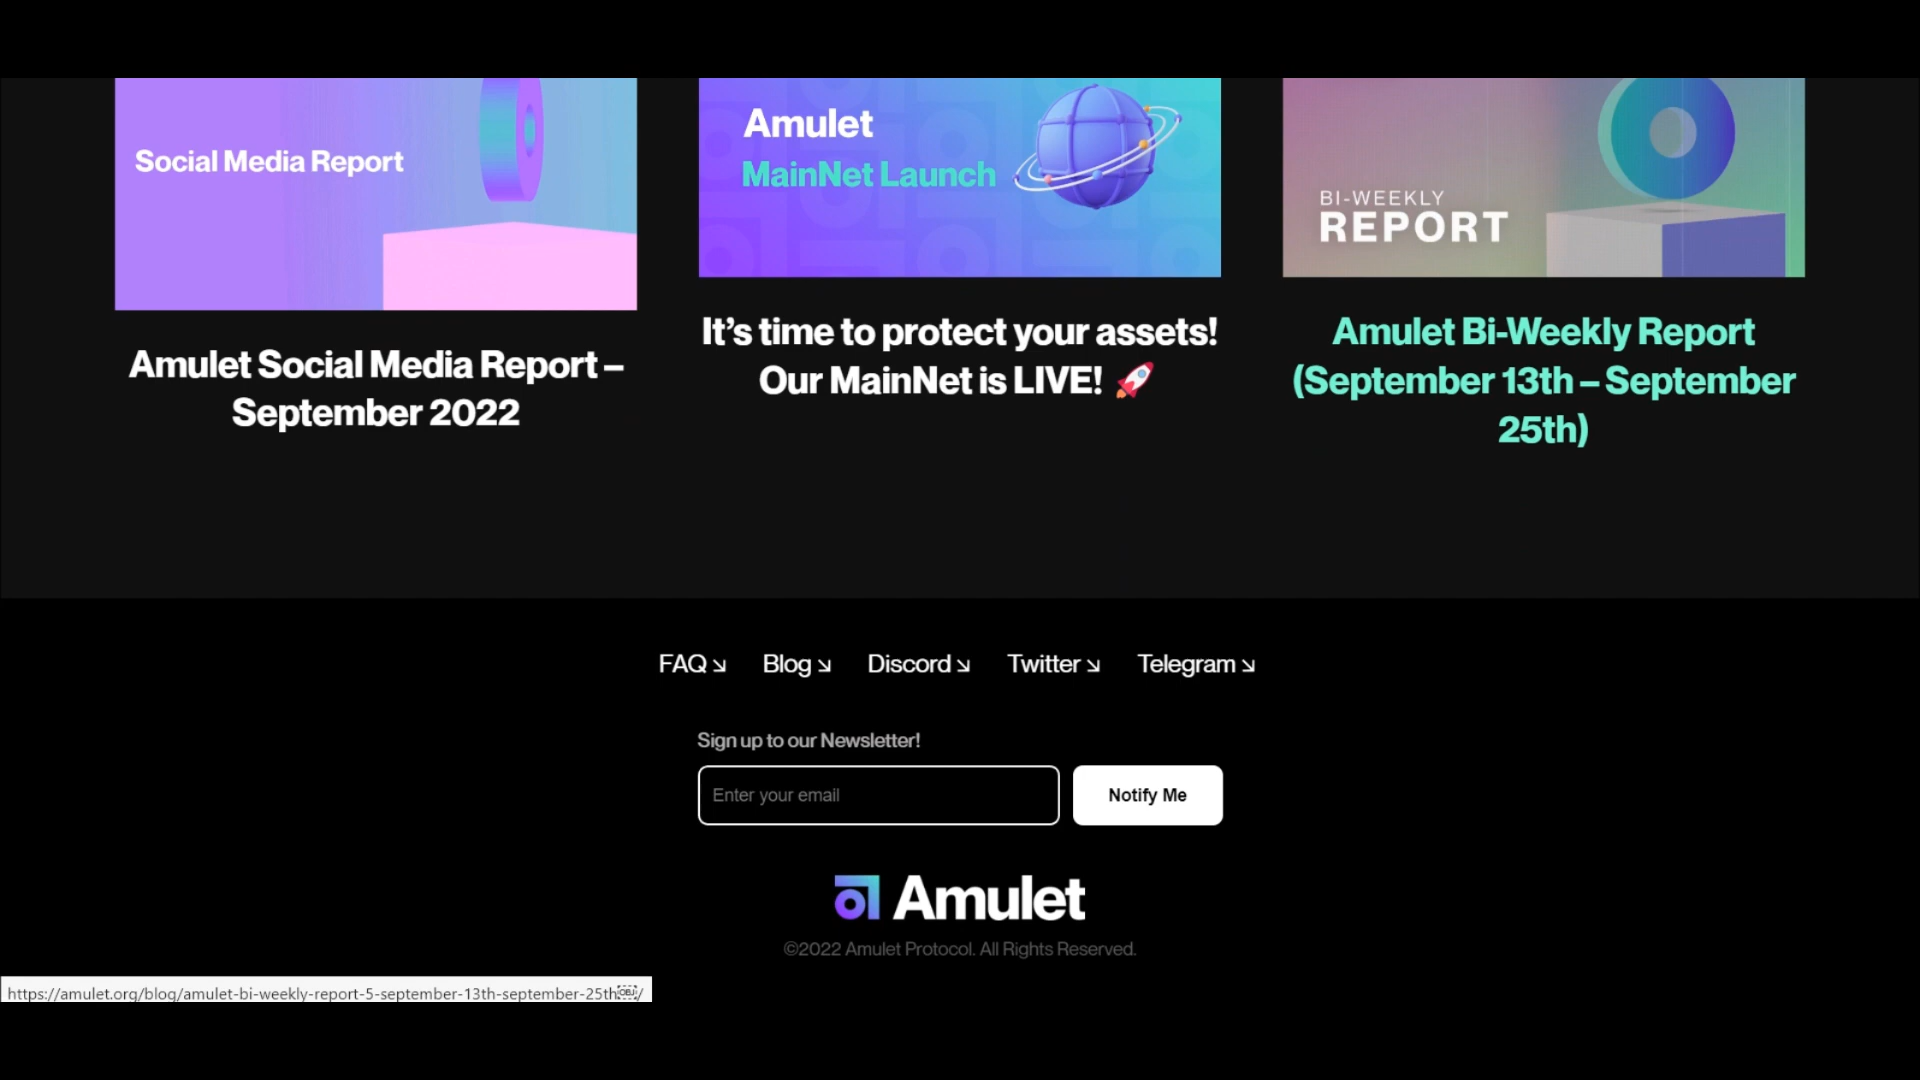 Social Media Report
Amulet
MainNet Launch
BI-WEEKLY
REPORT
Amulet Social Media Report –
September 2022
It’s time to protect your assets!
Our MainNet is LIVE! 🚀
Amulet Bi-Weekly Report
(September 13th – September
25th)
FAQ ↘ Blog ↘ Discord ↘ Twitter ↘ Telegram ↘
Sign up to our Newsletter!
Enter your email
Notify Me
Amulet
©2022 Amulet Protocol. All Rights Reserved.
https://amulet.org/blog/amulet-bi-weekly-report-5-september-13th-september-25th￼/